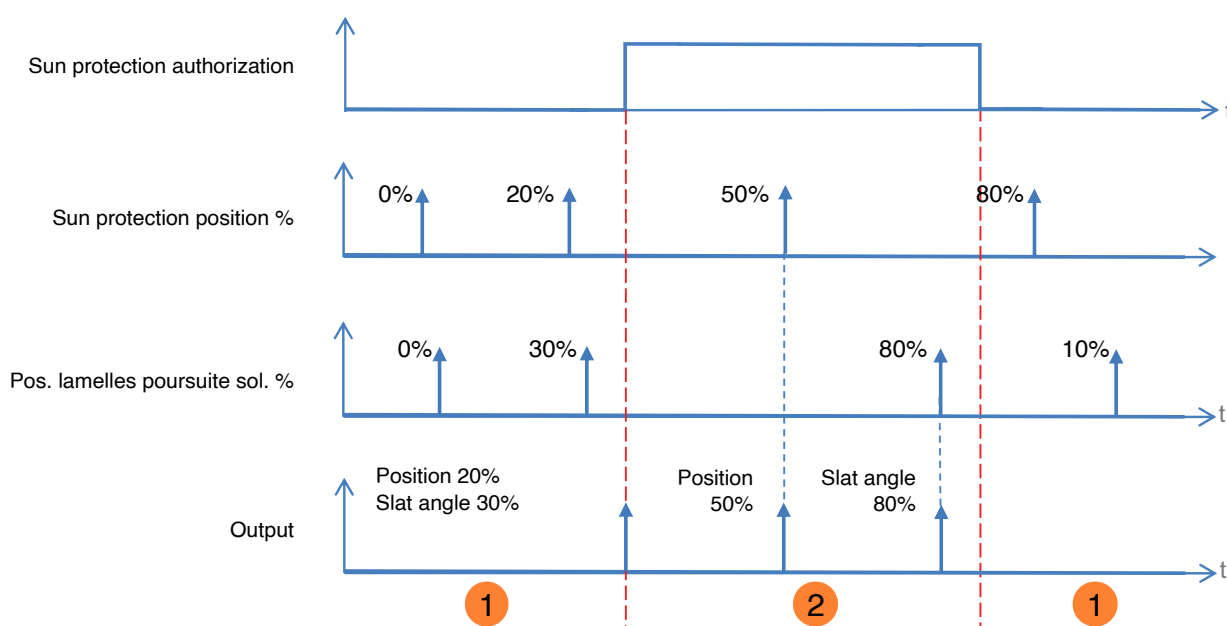 Sun protection authorization
t
Sun protection position %
0%
20%
50%
80%
Pos. lamelles poursuite sol. %
0%
30%
80%
10%
t
Output
Position 20%
Slat angle 30%
Position
50%
Slat angle
80%
t
1
2
1